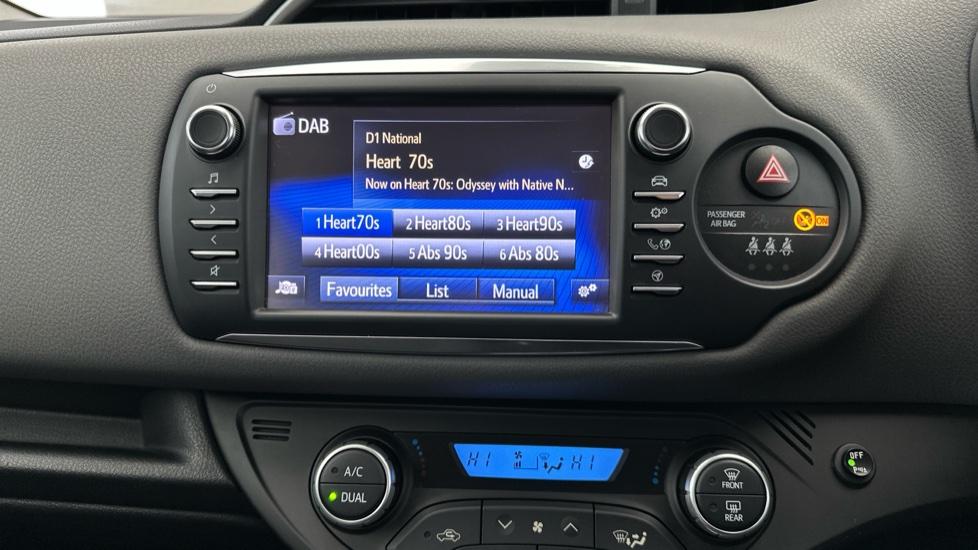 DAB
D1 National
Heart 70s
Now on Heart 70s: Odyssey with Native N...
1 Heart70s 2 Heart80s 3 Heart90s
4 Heart00s 5 Abs 90s 6 Abs 80s
Favourites List Manual
PASSENGER
AIR BAG
ON
A/C
DUAL
HI HI
FRONT
REAR
OFF